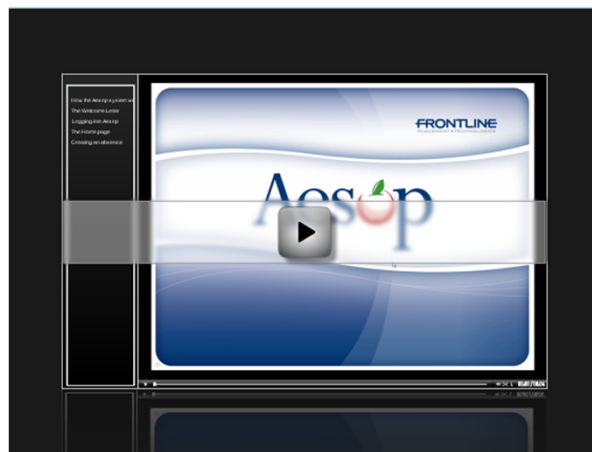 How the Aesop system w
The Welcome Letter
Logging into Aesop
The Home page
Creating an absence
FRONTLINE
PLACEMENT TECHNOLOGIES
Aesop